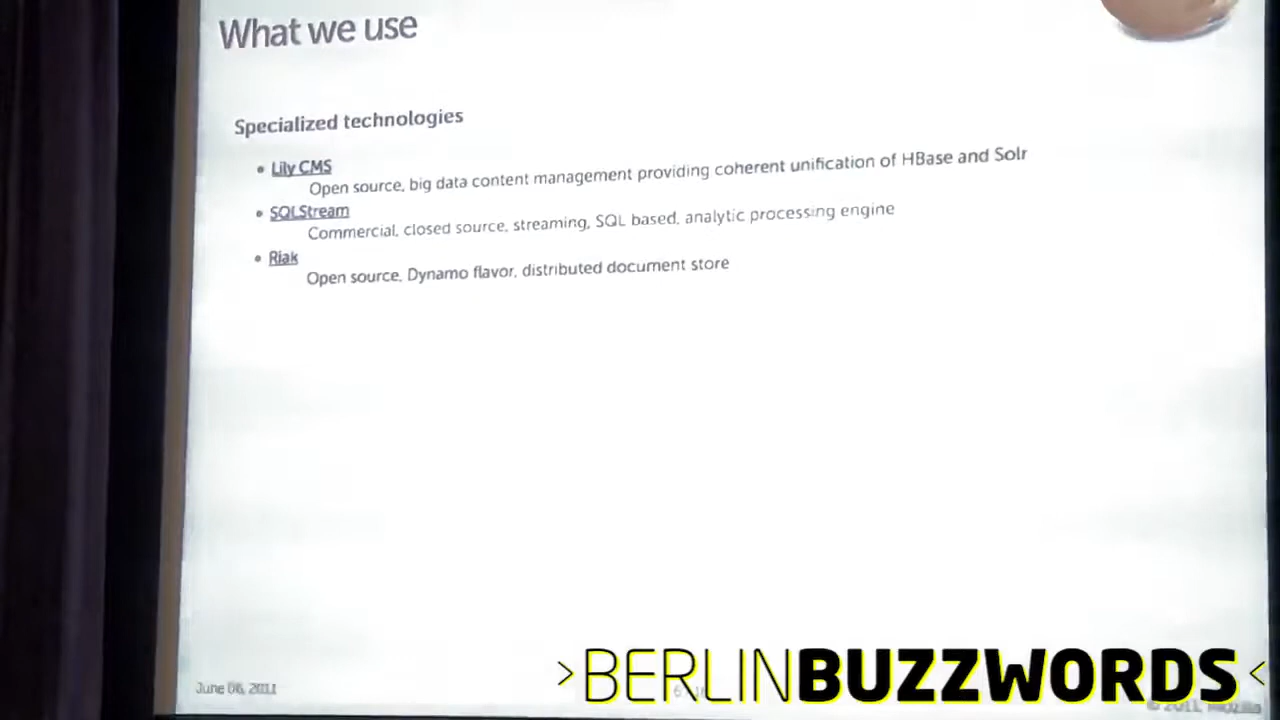 What we use
Specialized technologies
• Lily CMS
Open source, big data content management providing coherent unification of HBase and Solr
• SQLStream
Commercial, closed source, streaming, SQL based, analytic processing engine
• Riak
Open source, Dynamo flavor, distributed document store
>BERLINBUZZWORDS<
June 06, 2011
© 2011, Mozilla